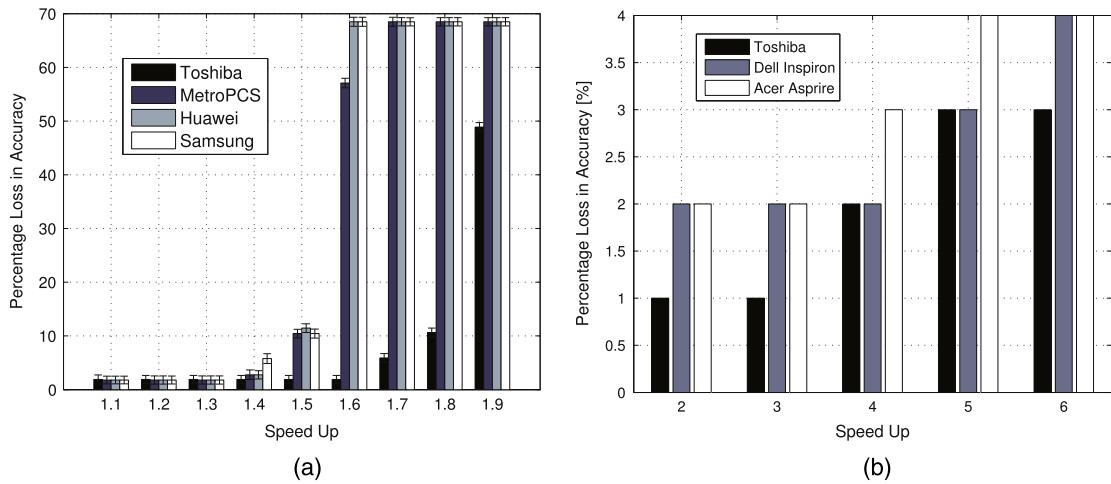 70
60
50
40
30
20
10
0
Percentage Loss in Accuracy
Toshiba
MetroPCS
Huawei
Samsung
1.1 1.2 1.3 1.4 1.5 1.6 1.7 1.8 1.9
Speed Up
(a)
4
3.5
3
2.5
2
1.5
1
0.5
0
Percentage Loss in Accuracy [%]
Toshiba
Dell Inspiron
Acer Asprire
2 3 4 5 6
Speed Up
(b)